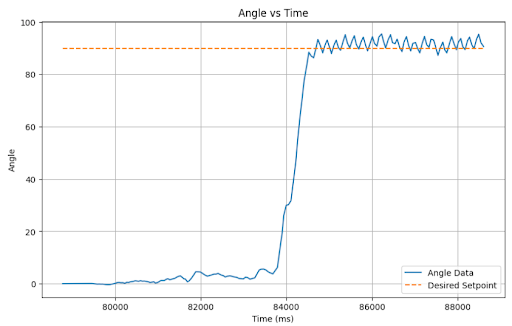 Angle vs Time
100
80
60
40
20
0
Angle
80000 82000 84000 86000 88000
Time (ms)
Angle Data
Desired Setpoint